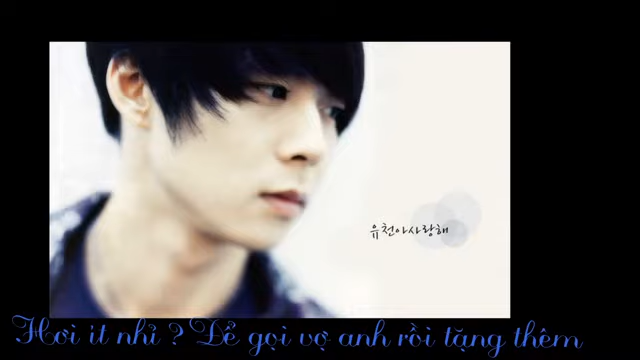 유천아사랑해
Hơi ít nhỉ ? Để gọi vợ anh rồi tặng thêm